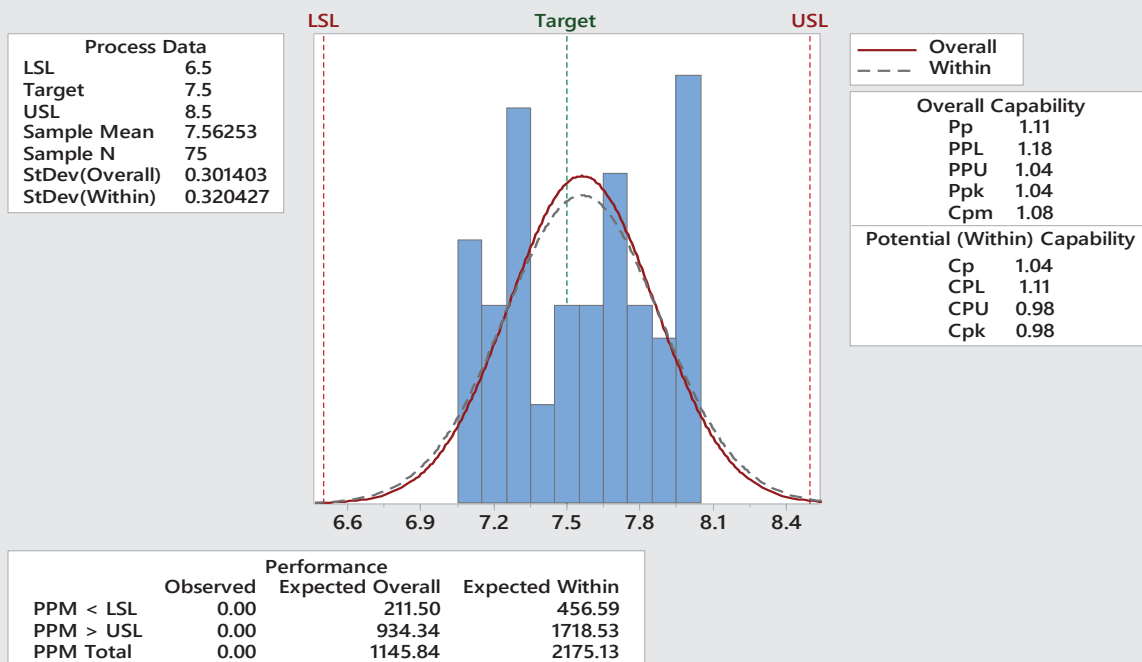 LSL Target USL
Process Data
LSL 6.5
Target 7.5
USL 8.5
Sample Mean 7.56253
Sample N 75
StDev(Overall) 0.301403
StDev(Within) 0.320427
Overall
Within
Overall Capability
Pp 1.11
PPL 1.18
PPU 1.04
Ppk 1.04
Cpm 1.08
Potential (Within) Capability
Cp 1.04
CPL 1.11
CPU 0.98
Cpk 0.98
6.6 6.9 7.2 7.5 7.8 8.1 8.4
Performance
Observed Expected Overall Expected Within
PPM < LSL 0.00 211.50 456.59
PPM > USL 0.00 934.34 1718.53
PPM Total 0.00 1145.84 2175.13